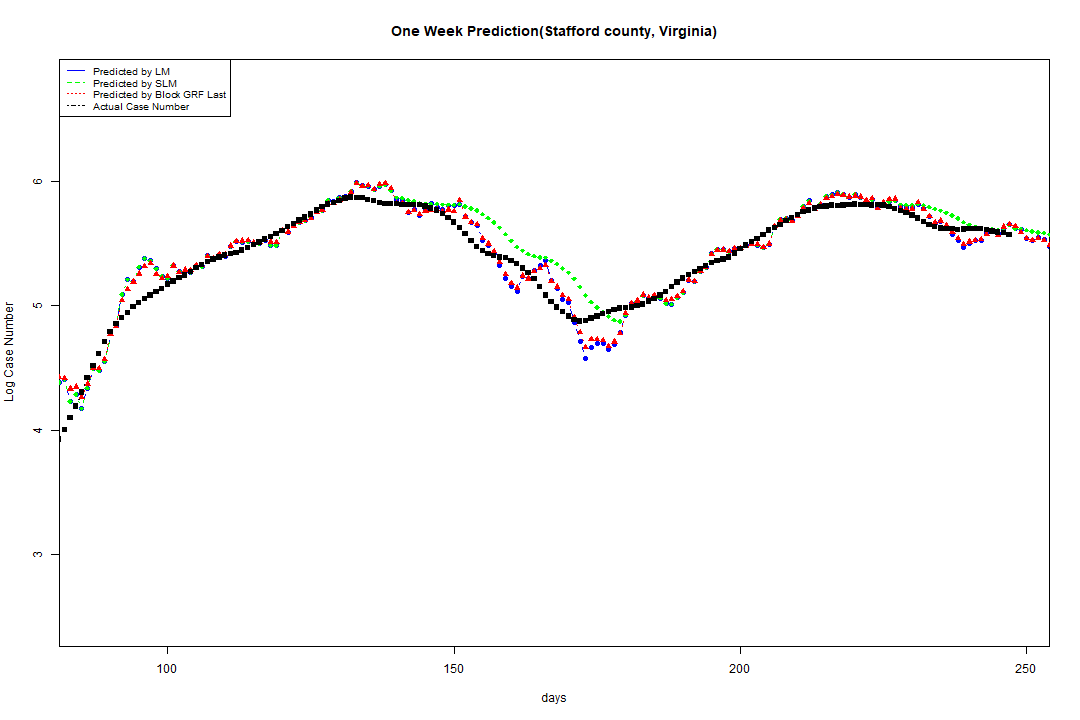 One Week Prediction(Stafford county, Virginia)
Predicted by LM
Predicted by SLM
Predicted by Block GRF Last
Actual Case Number
6
5
4
3
Log Case Number
100
150
200
250
days